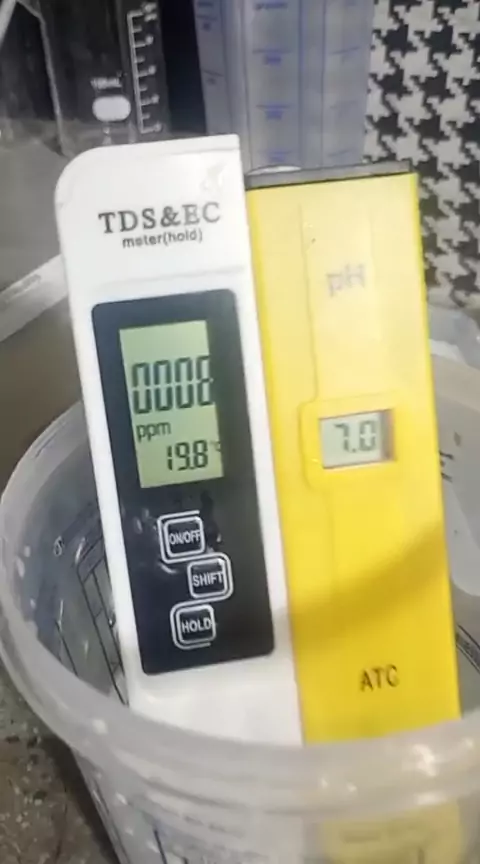 TDS&EC
meter(hold)
0008
ppm
19.8°C
ON/OFF
SHIFT
HOLD
pH
7.0
ATC